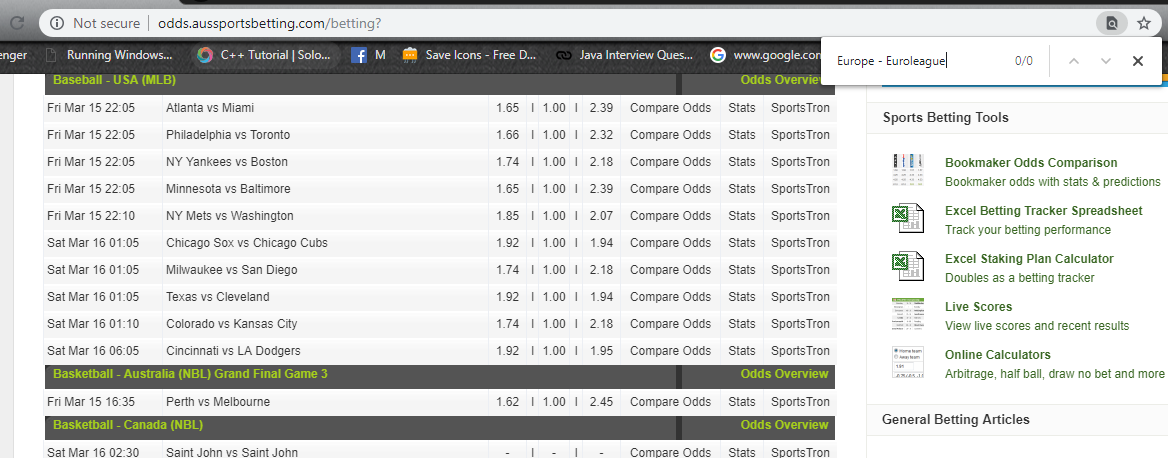 Not secure | odds.aussportsbetting.com/betting?
enger Running Windows... C++ Tutorial | Solo... M Save Icons - Free D... Java Interview Ques... www.google.com
Europe - Euroleague 0/0
Baseball - USA (MLB) Odds Overview
Fri Mar 15 22:05 Atlanta vs Miami 1.65 | 1.00 | 2.39 Compare Odds Stats SportsTron
Fri Mar 15 22:05 Philadelphia vs Toronto 1.66 | 1.00 | 2.32 Compare Odds Stats SportsTron
Fri Mar 15 22:05 NY Yankees vs Boston 1.74 | 1.00 | 2.18 Compare Odds Stats SportsTron
Fri Mar 15 22:05 Minnesota vs Baltimore 1.65 | 1.00 | 2.39 Compare Odds Stats SportsTron
Fri Mar 15 22:10 NY Mets vs Washington 1.85 | 1.00 | 2.07 Compare Odds Stats SportsTron
Sat Mar 16 01:05 Chicago Sox vs Chicago Cubs 1.92 | 1.00 | 1.94 Compare Odds Stats SportsTron
Sat Mar 16 01:05 Milwaukee vs San Diego 1.74 | 1.00 | 2.18 Compare Odds Stats SportsTron
Sat Mar 16 01:05 Texas vs Cleveland 1.92 | 1.00 | 1.94 Compare Odds Stats SportsTron
Sat Mar 16 01:10 Colorado vs Kansas City 1.74 | 1.00 | 2.18 Compare Odds Stats SportsTron
Sat Mar 16 06:05 Cincinnati vs LA Dodgers 1.92 | 1.00 | 1.95 Compare Odds Stats SportsTron
Basketball - Australia (NBL) Grand Final Game 3 Odds Overview
Fri Mar 15 16:35 Perth vs Melbourne 1.62 | 1.00 | 2.45 Compare Odds Stats SportsTron
Basketball - Canada (NBL) Odds Overview
Sat Mar 16 02:30 Saint John vs Saint John - | - | - Compare Odds Stats SportsTron
Sports Betting Tools
Bookmaker Odds Comparison
Bookmaker odds with stats & predictions
Excel Betting Tracker Spreadsheet
Track your betting performance
Excel Staking Plan Calculator
Doubles as a betting tracker
Live Scores
View live scores and recent results
Online Calculators
Arbitrage, half ball, draw no bet and more
General Betting Articles